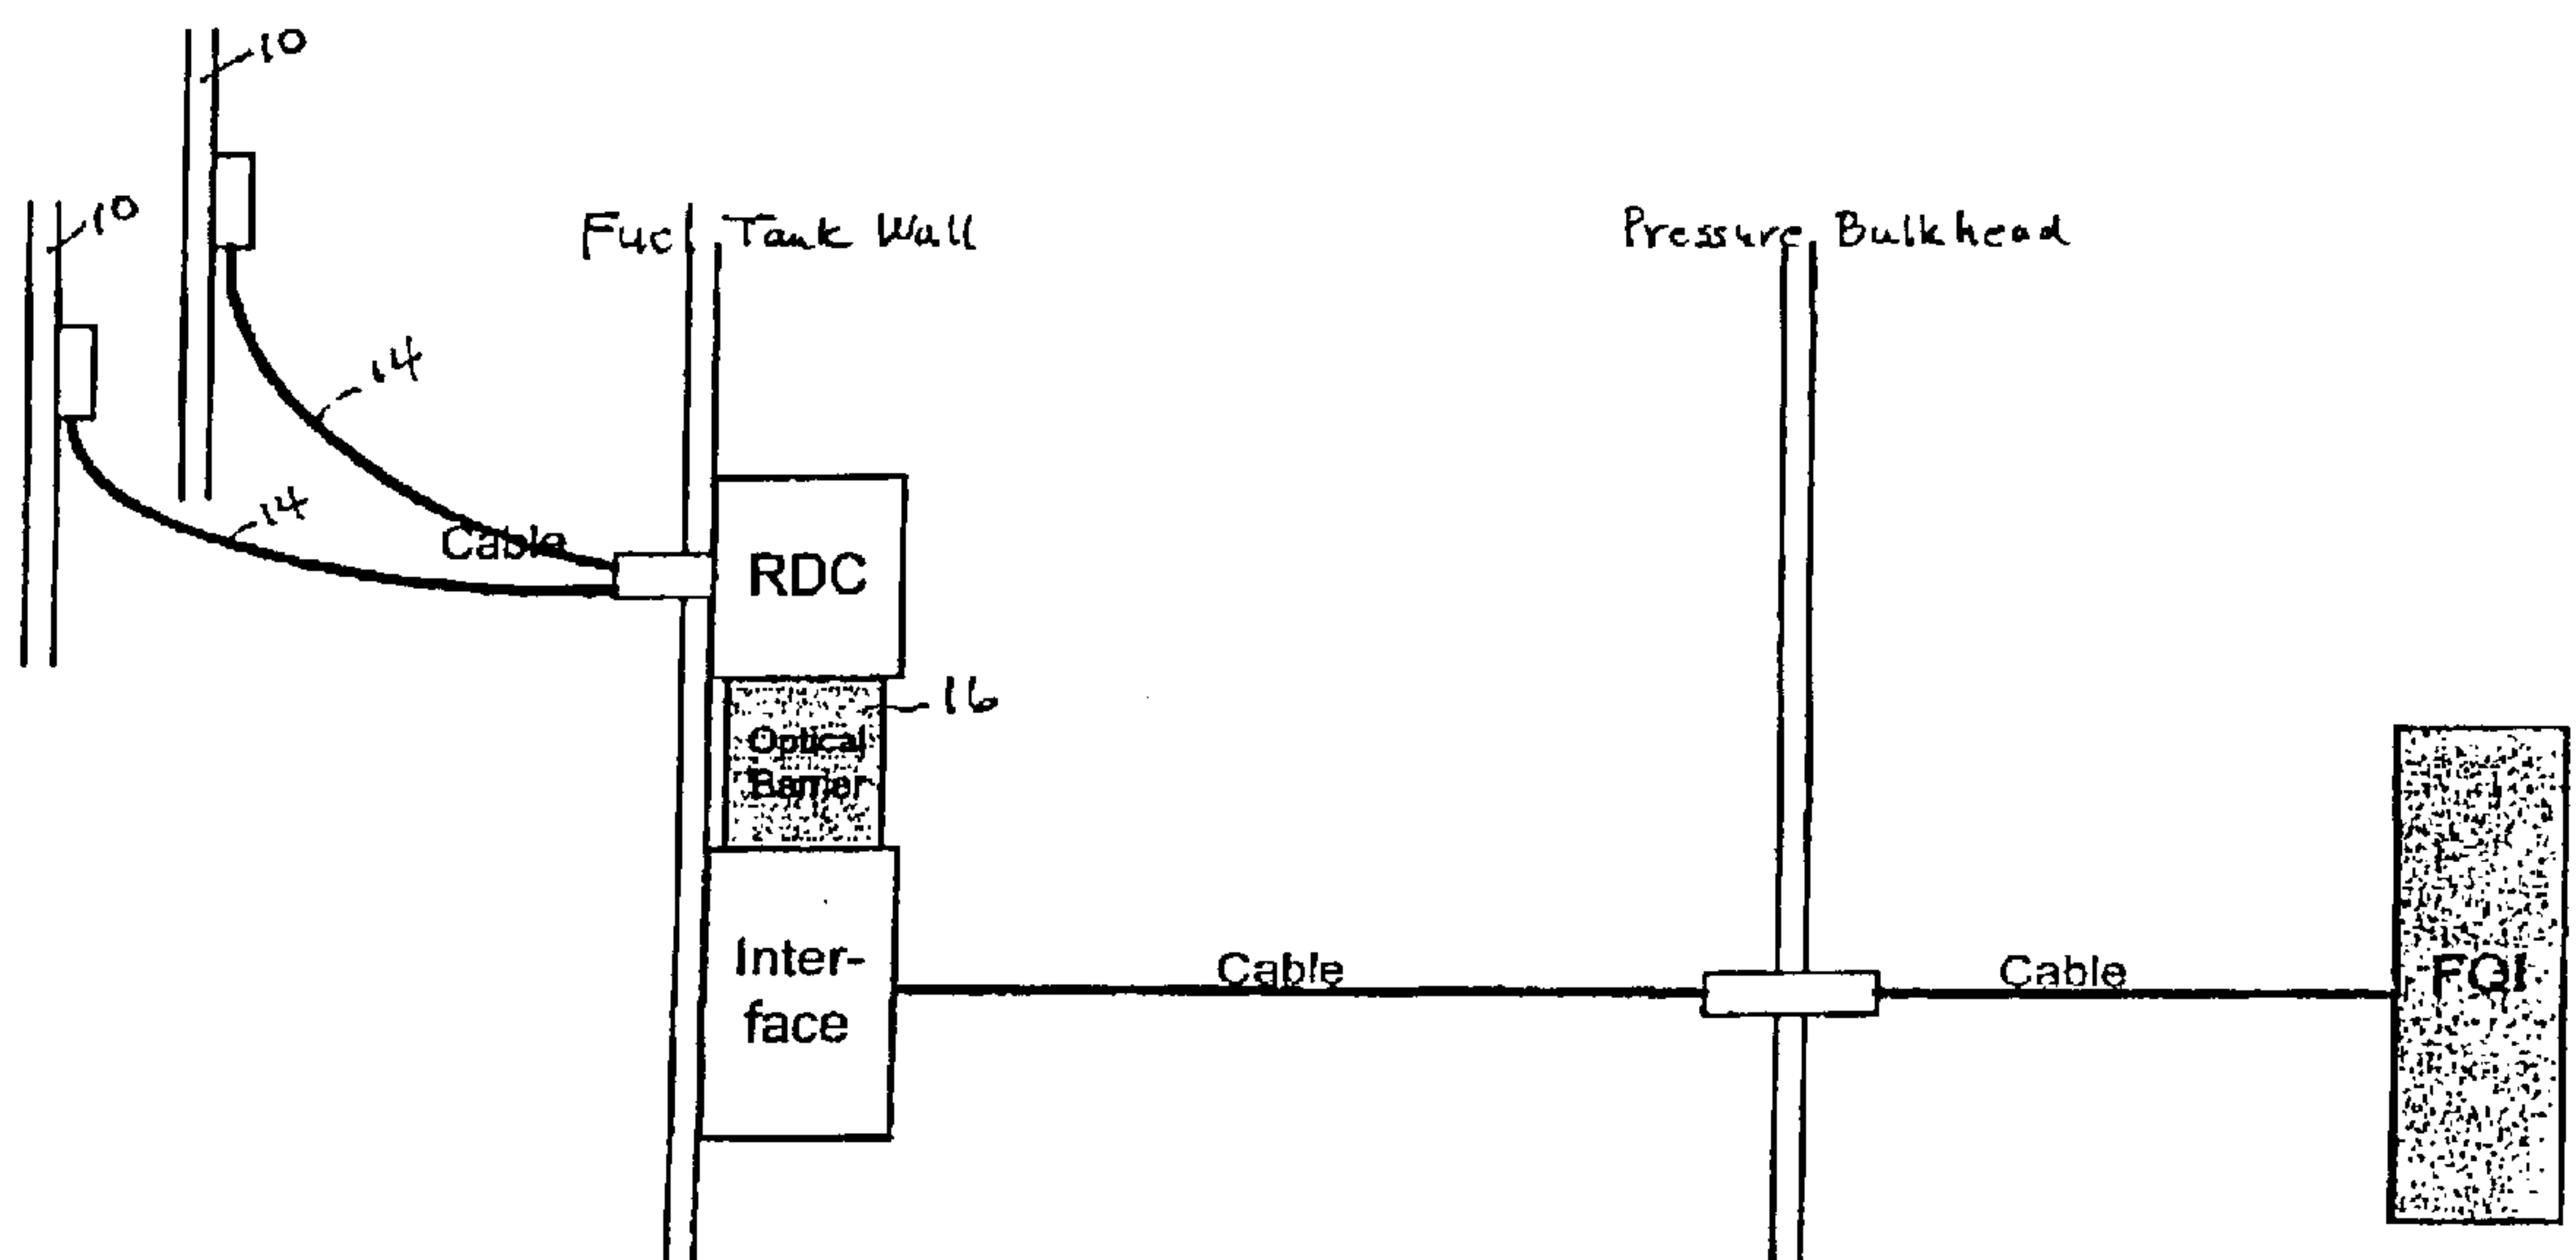 10
10
Fuel Tank Wall
Pressure Bulkhead
14
14
Cable
RDC
16
Optical
Barrier
Inter-
face
Cable
Cable
FQI